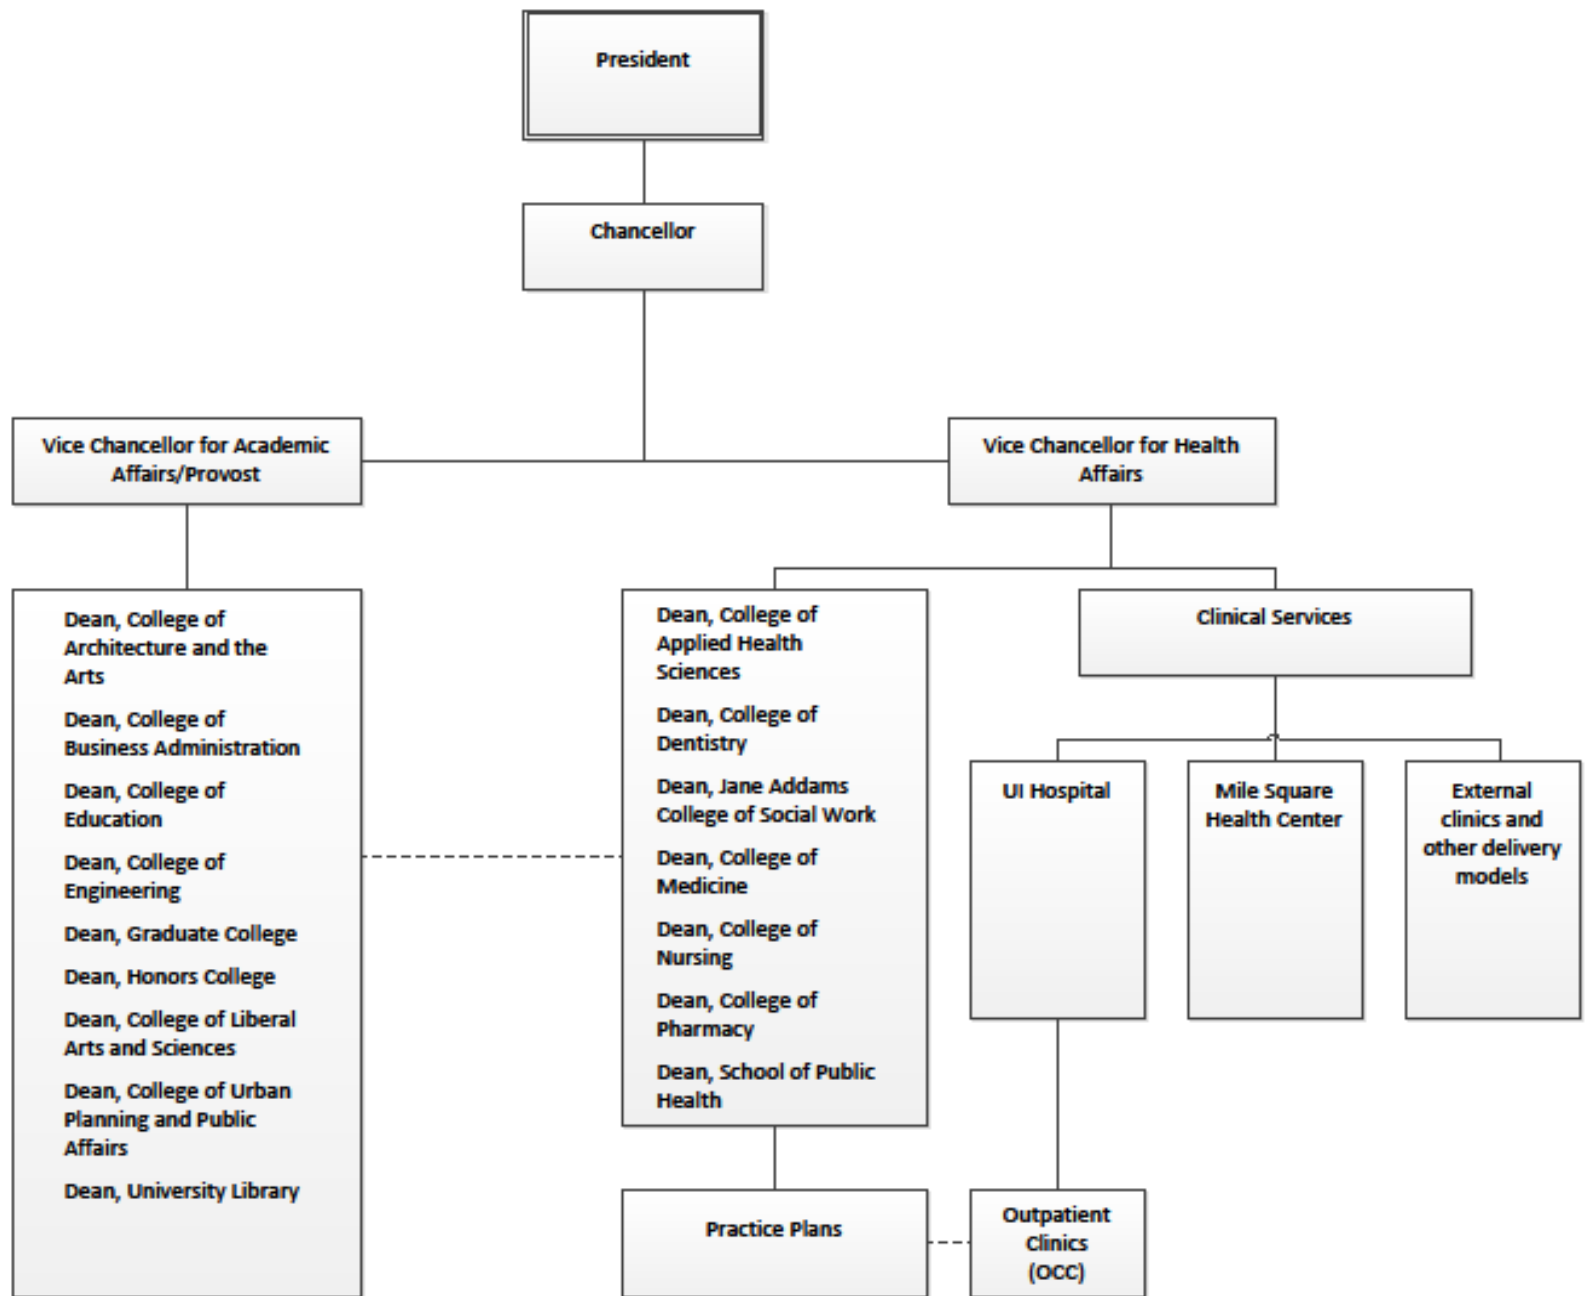 President
Chancellor
Vice Chancellor for Academic
Affairs/Provost
Vice Chancellor for Health
Affairs
Dean, College of
Architecture and the
Arts
Dean, College of
Business Administration
Dean, College of
Education
Dean, College of
Engineering
Dean, Graduate College
Dean, Honors College
Dean, College of Liberal
Arts and Sciences
Dean, College of Urban
Planning and Public
Affairs
Dean, University Library
Dean, College of
Applied Health
Sciences
Dean, College of
Dentistry
Dean, Jane Addams
College of Social Work
Dean, College of
Medicine
Dean, College of
Nursing
Dean, College of
Pharmacy
Dean, School of Public
Health
Clinical Services
UI Hospital
Mile Square
Health Center
External
clinics and
other delivery
models
Practice Plans
Outpatient
Clinics
(OCC)